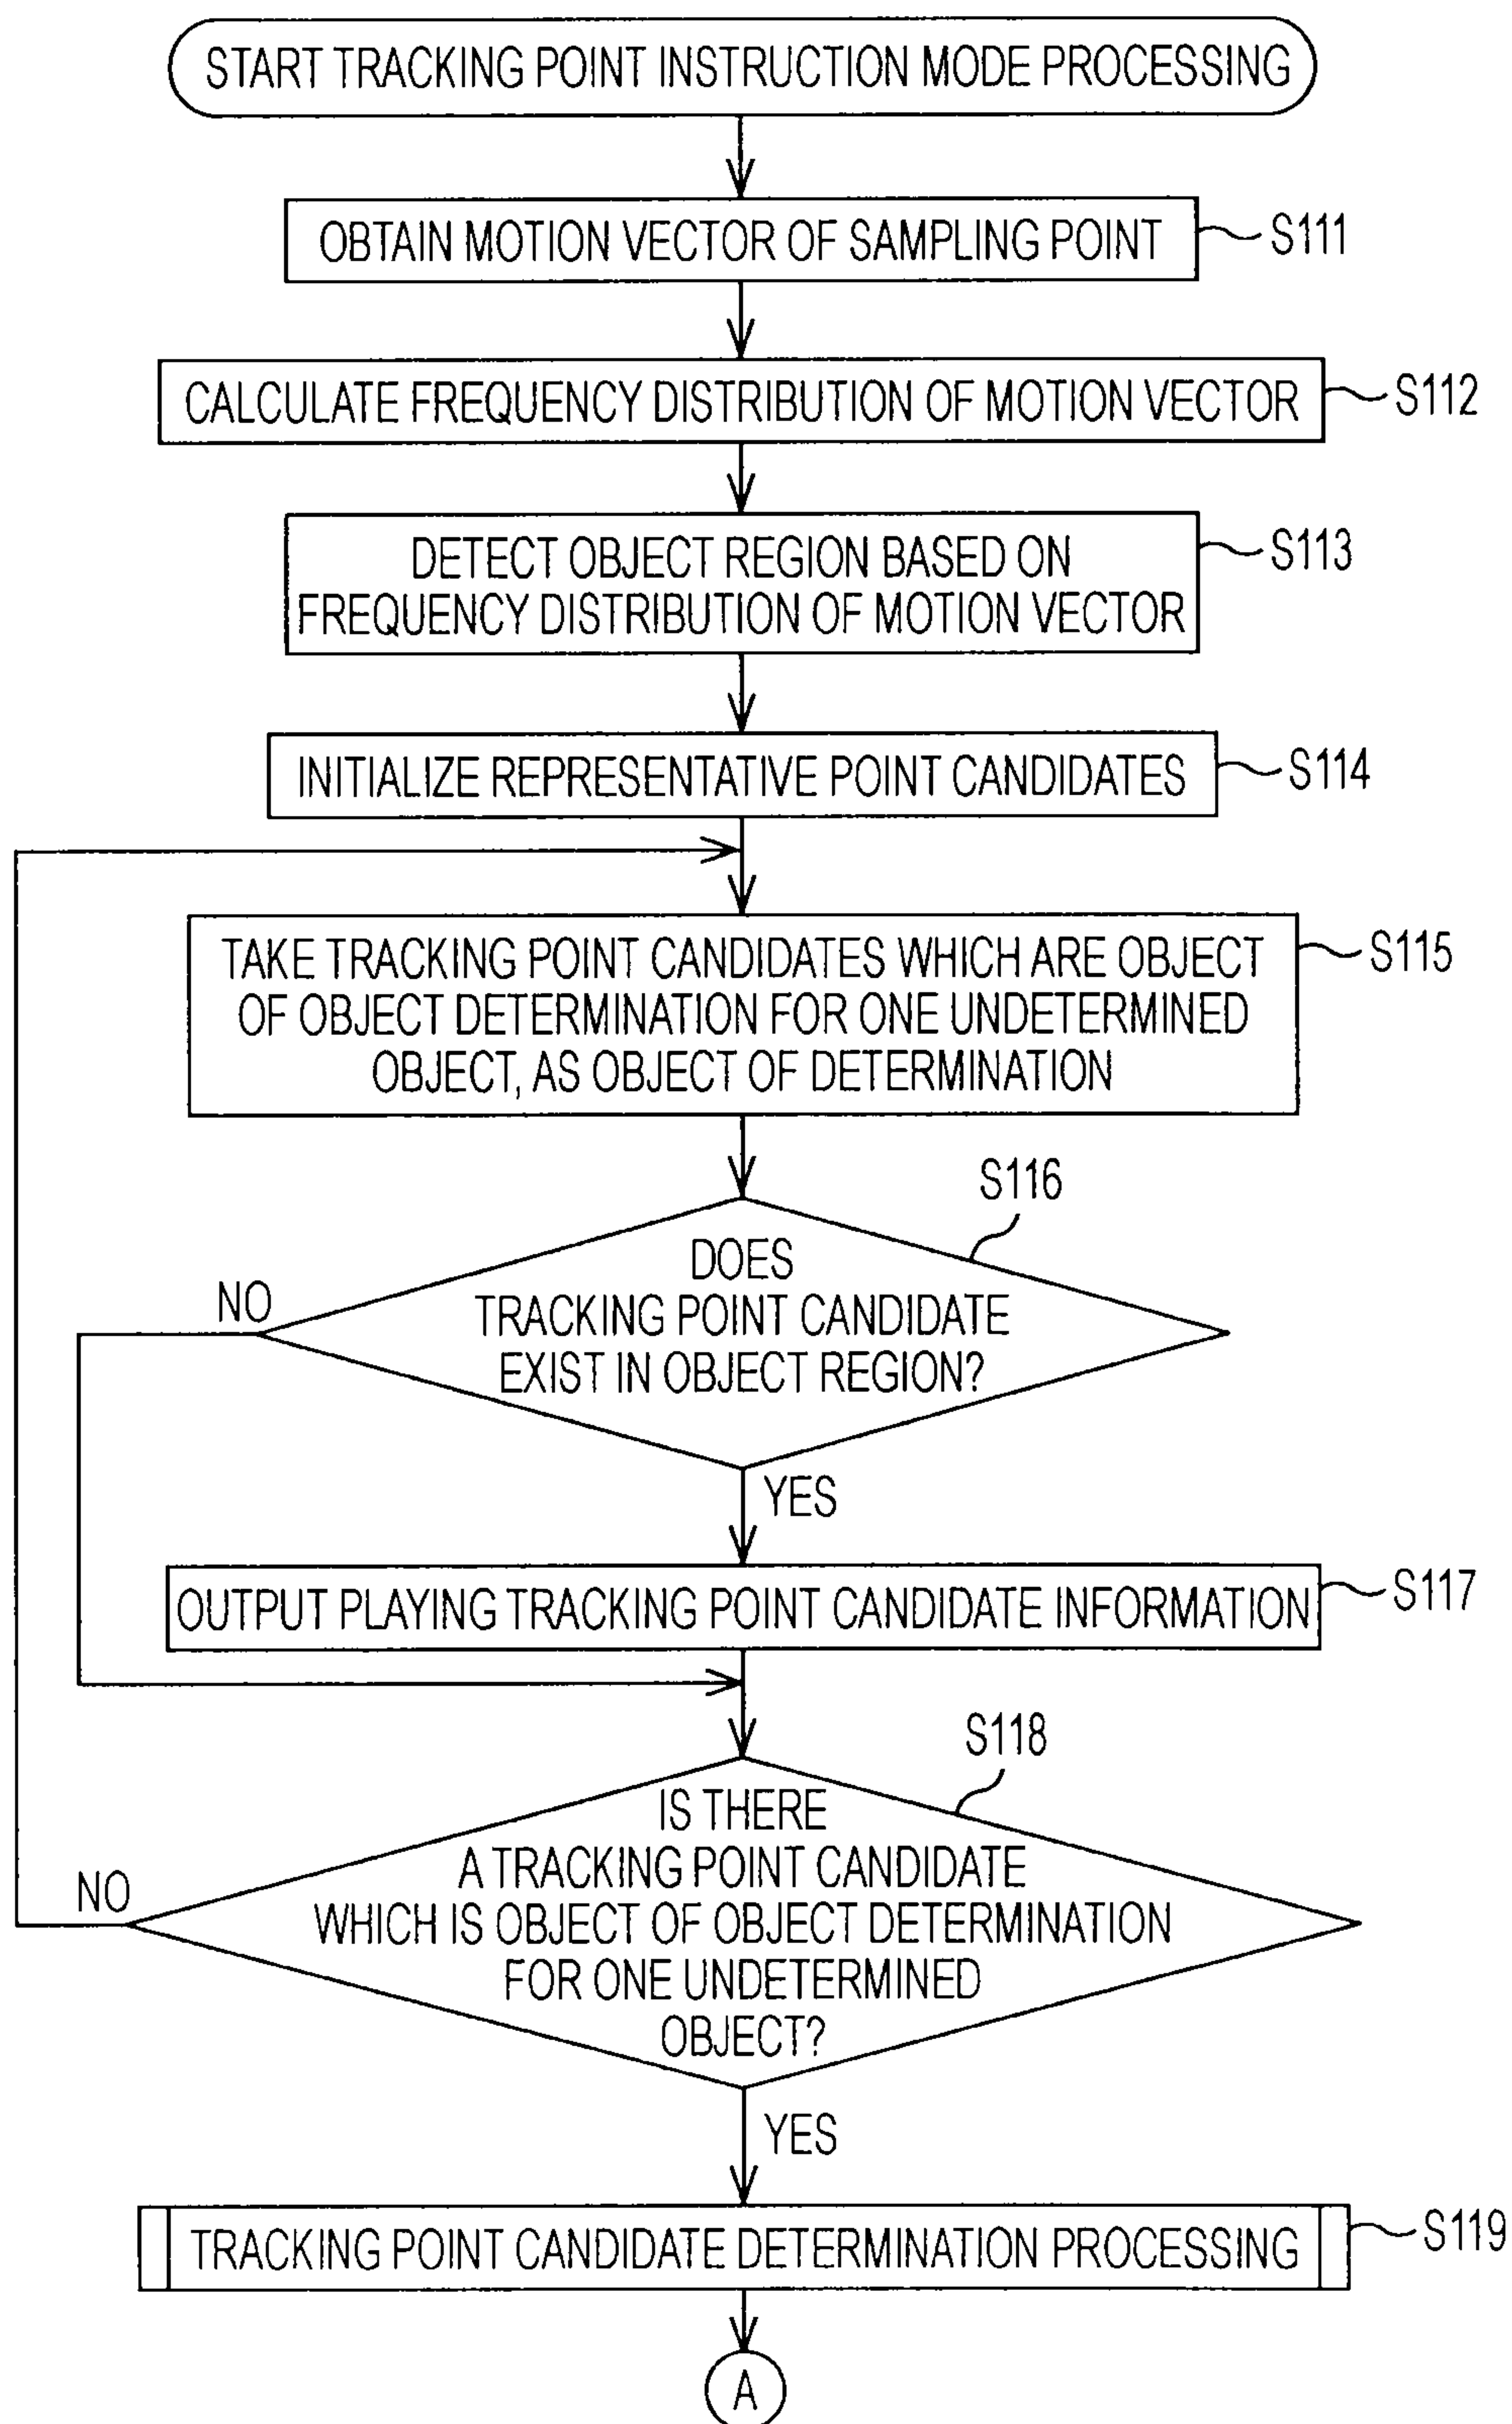 START TRACKING POINT INSTRUCTION MODE PROCESSING
OBTAIN MOTION VECTOR OF SAMPLING POINT
S111
CALCULATE FREQUENCY DISTRIBUTION OF MOTION VECTOR
S112
DETECT OBJECT REGION BASED ON
FREQUENCY DISTRIBUTION OF MOTION VECTOR
S113
INITIALIZE REPRESENTATIVE POINT CANDIDATES
S114
TAKE TRACKING POINT CANDIDATES WHICH ARE OBJECT
OF OBJECT DETERMINATION FOR ONE UNDETERMINED
OBJECT, AS OBJECT OF DETERMINATION
S115
S116
DOES
TRACKING POINT CANDIDATE
EXIST IN OBJECT REGION?
NO
YES
OUTPUT PLAYING TRACKING POINT CANDIDATE INFORMATION
S117
S118
IS THERE
A TRACKING POINT CANDIDATE
WHICH IS OBJECT OF OBJECT DETERMINATION
FOR ONE UNDETERMINED
OBJECT?
NO
YES
TRACKING POINT CANDIDATE DETERMINATION PROCESSING
S119
A